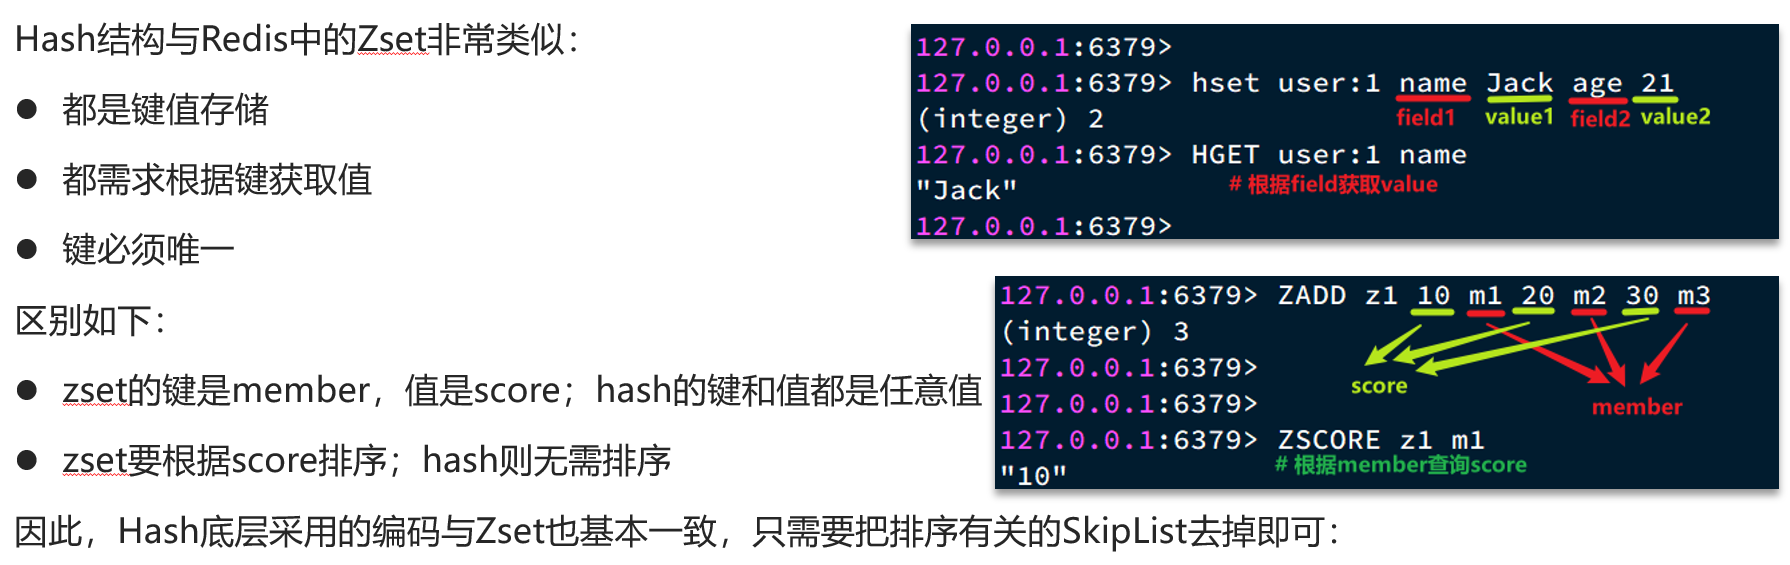 Hash结构与Redis中的Zset非常类似：
● 都是键值存储
● 都需求根据键获取值
● 键必须唯一
区别如下：
● zset的键是member，值是score；hash的键和值都是任意值
● zset要根据score排序；hash则无需排序
因此，Hash底层采用的编码与Zset也基本一致，只需要把排序有关的SkipList去掉即可：
127.0.0.1:6379>
127.0.0.1:6379> hset user:1 name Jack age 21
(integer) 2
field1 value1 field2 value2
127.0.0.1:6379> HGET user:1 name
"Jack"
# 根据field获取value
127.0.0.1:6379>
127.0.0.1:6379> ZADD z1 10 m1 20 m2 30 m3
(integer) 3
127.0.0.1:6379>
score
127.0.0.1:6379>
member
127.0.0.1:6379> ZSCORE z1 m1
# 根据member查询score
"10"